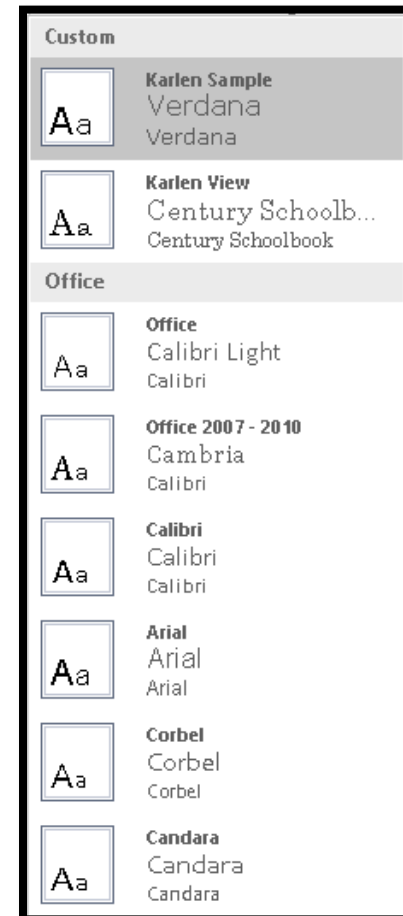 Custom
Aa
Karlen Sample
Verdana
Verdana
Aa
Karlen View
Century Schoolb...
Century Schoolbook
Office
Aa
Office
Calibri Light
Calibri
Aa
Office 2007 - 2010
Cambria
Calibri
Aa
Calibri
Calibri
Calibri
Aa
Arial
Arial
Arial
Aa
Corbel
Corbel
Corbel
Aa
Candara
Candara
Candara